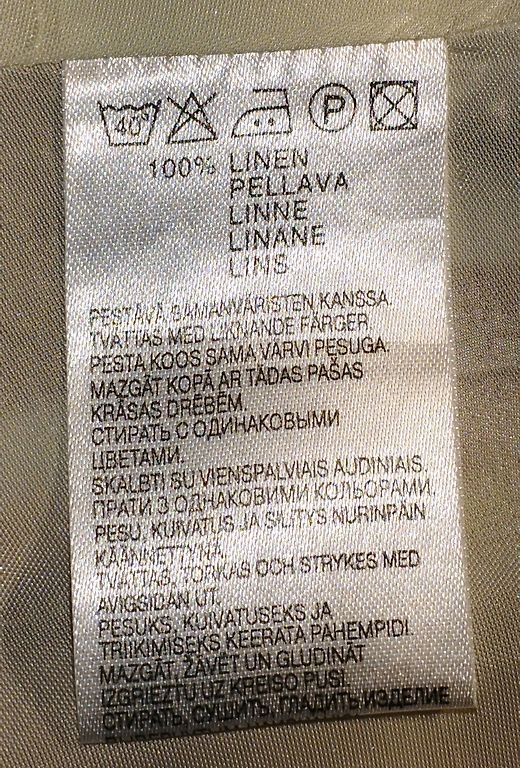 40°
P
100% LINEN
PELLAVA
LINNE
LINANE
LINS
PESTÄVÄ SAMANVÄRISTEN KANSSA.
TVÄTTAS MED LIKNANDE FÄRGER
PESTA KOOS SAMA VÄRVI PESUGA.
MAZGĀT KOPĀ AR TĀDAS PAŠAS
KRĀSAS DRĒBĒM.
СТИРАТЬ С ОДИНАКОВЫМИ
ЦВЕТАМИ.
SKALBTI SU VIENSPALVIAIS AUDINIAIS.
ПРАТИ З ОДНАКОВИМИ КОЛЬОРАМИ.
PESU, KUIVATUS JA SILITYS NURINPÄIN
KÄÄNNETTYNÄ.
TVÄTTAS, TORKAS OCH STRYKES MED
AVIGSIDAN UT.
PESUKS, KUIVATUSEKS JA
TRIIKIMISEKS KEERATA PAHEMPIDI.
MAZGĀT, ŽĀVĒT UN GLUDINĀT
IZGRIEZTU UZ KREISO PUSI.
СТИРАТЬ, СУШИТЬ, ГЛАДИТЬ ИЗДЕЛИЕ